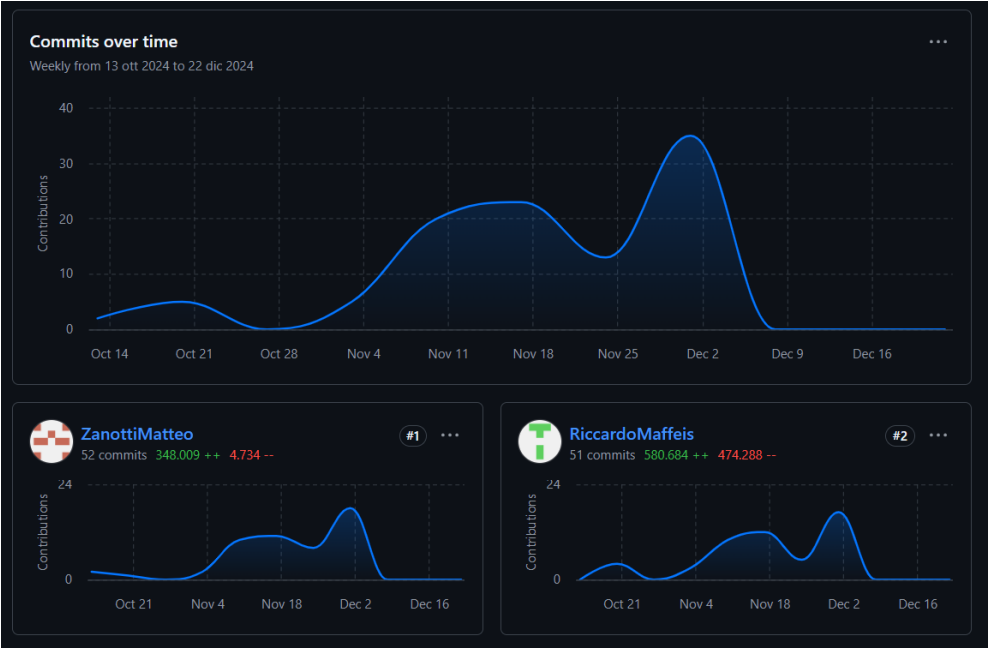 Commits over time
Weekly from 13 ott 2024 to 22 dic 2024
Contributions
40
30
20
10
0
Oct 14 Oct 21 Oct 28 Nov 4 Nov 11 Nov 18 Nov 25 Dec 2 Dec 9 Dec 16
ZanottiMatteo #1
52 commits 348.009 ++ 4.734 --
Contributions
24
0
Oct 21 Nov 4 Nov 18 Dec 2 Dec 16
RiccardoMaffeis #2
51 commits 580.684 ++ 474.288 --
Contributions
24
0
Oct 21 Nov 4 Nov 18 Dec 2 Dec 16